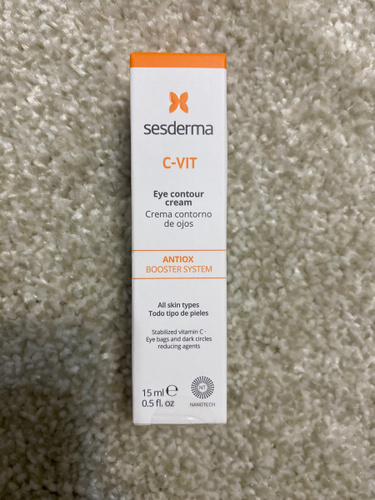 sesderma
C-VIT
Eye contour
cream
Crema contorno
de ojos
ANTIOX
BOOSTER SYSTEM
All skin types
Todo tipo de pieles
Stabilized vitamin C -
Eye bags and dark circles
reducing agents
15 ml ℮
0.5 fl. oz
NT
NANOTECH